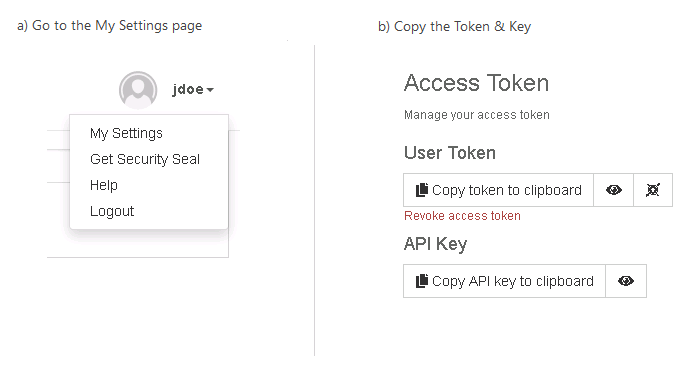 a) Go to the My Settings page
jdoe
My Settings
Get Security Seal
Help
Logout
b) Copy the Token & Key
Access Token
Manage your access token
User Token
Copy token to clipboard
Revoke access token
API Key
Copy API key to clipboard